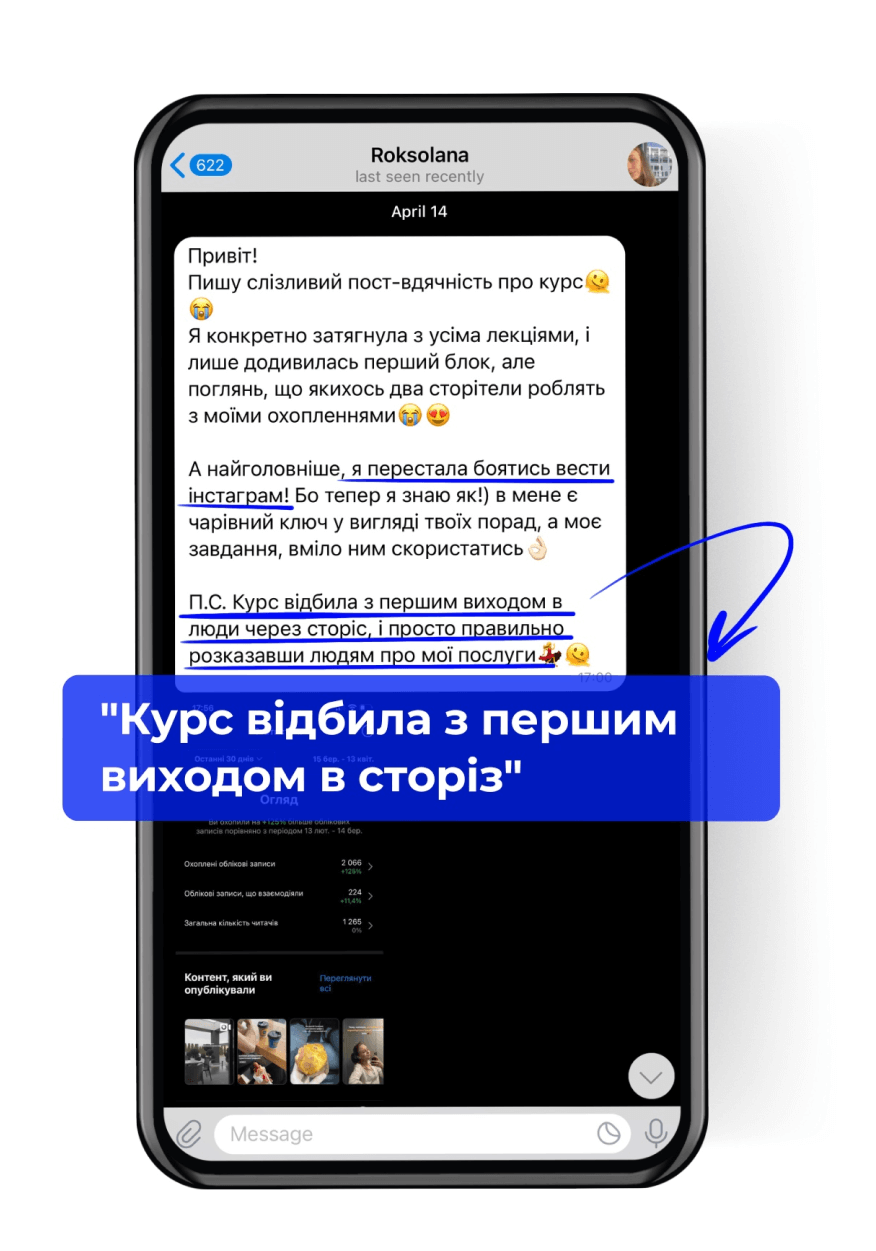 622
Roksolana
last seen recently
April 14
Привіт!
Пишу слізливий пост-вдячність про курс🫠
😭
Я конкретно затягнула з усіма лекціями, і
лише додивилась перший блок, але
поглянь, що якихось два сторітели роблять
з моїми охопленнями😭😍
А найголовніше, я перестала боятись вести
інстаграм! Бо тепер я знаю як!) в мене є
чарівний ключ у вигляді твоїх порад, а моє
завдання, вміло ним скористатись👌🏻
П.С. Курс відбила з першим виходом в
люди через сторіс, і просто правильно
розказавши людям про мої послуги💃🫠
17:00
"Курс відбила з першим
виходом в сторіз"
Останні 30 днів
15 бер. - 13 квіт.
Огляд
Ви охопили на +125% більше облікових
записів порівняно з періодом 13 лют. - 14 бер.
Охоплені облікові записи
2 066
+125%
Облікові записи, що взаємодіяли
224
+11,4%
Загальна кількість читачів
1 265
0%
Контент, який ви
опублікували
Переглянути
всі
Message